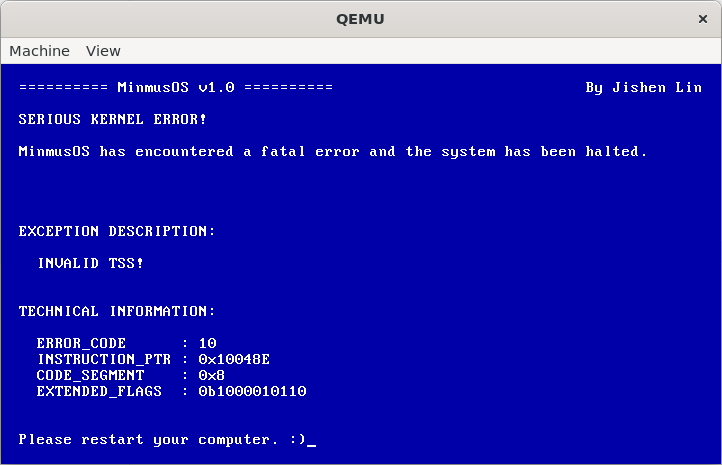 QEMU
×
Machine View
========== MinmusOS v1.0 ========== By Jishen Lin
SERIOUS KERNEL ERROR!
MinmusOS has encountered a fatal error and the system has been halted.
EXCEPTION DESCRIPTION:
INVALID TSS!
TECHNICAL INFORMATION:
ERROR_CODE : 10
INSTRUCTION_PTR : 0x10048E
CODE_SEGMENT : 0x8
EXTENDED_FLAGS : 0b1000010110
Please restart your computer. :)_